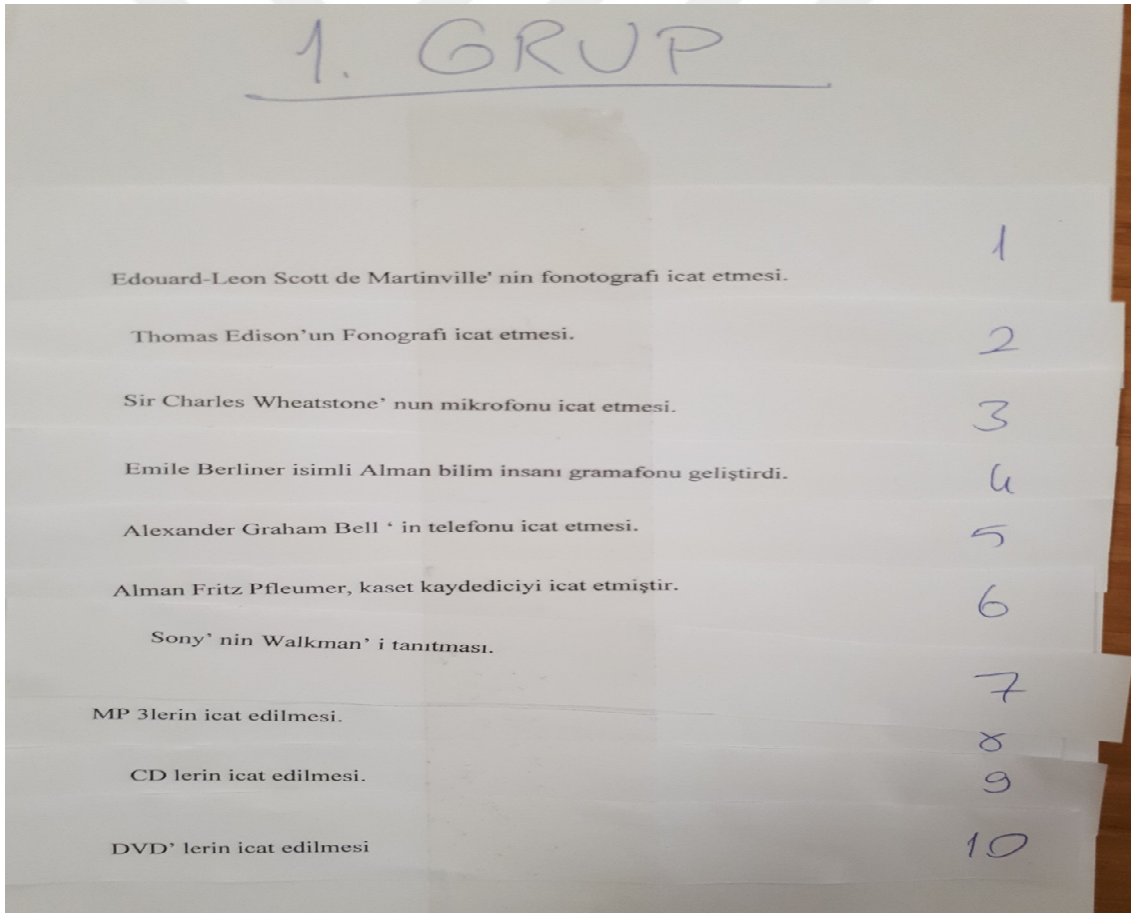 1. GRUP
Edouard-Leon Scott de Martinville' nin fonotografı icat etmesi. 1
Thomas Edison'un Fonografı icat etmesi. 2
Sir Charles Wheatstone' nun mikrofonu icat etmesi. 3
Emile Berliner isimli Alman bilim insanı gramafonu geliştirdi. 4
Alexander Graham Bell ‘ in telefonu icat etmesi. 5
Alman Fritz Pfleumer, kaset kaydediciyi icat etmiştir. 6
Sony' nin Walkman' i tanıtması. 7
MP 3lerin icat edilmesi. 8
CD lerin icat edilmesi. 9
DVD' lerin icat edilmesi 10